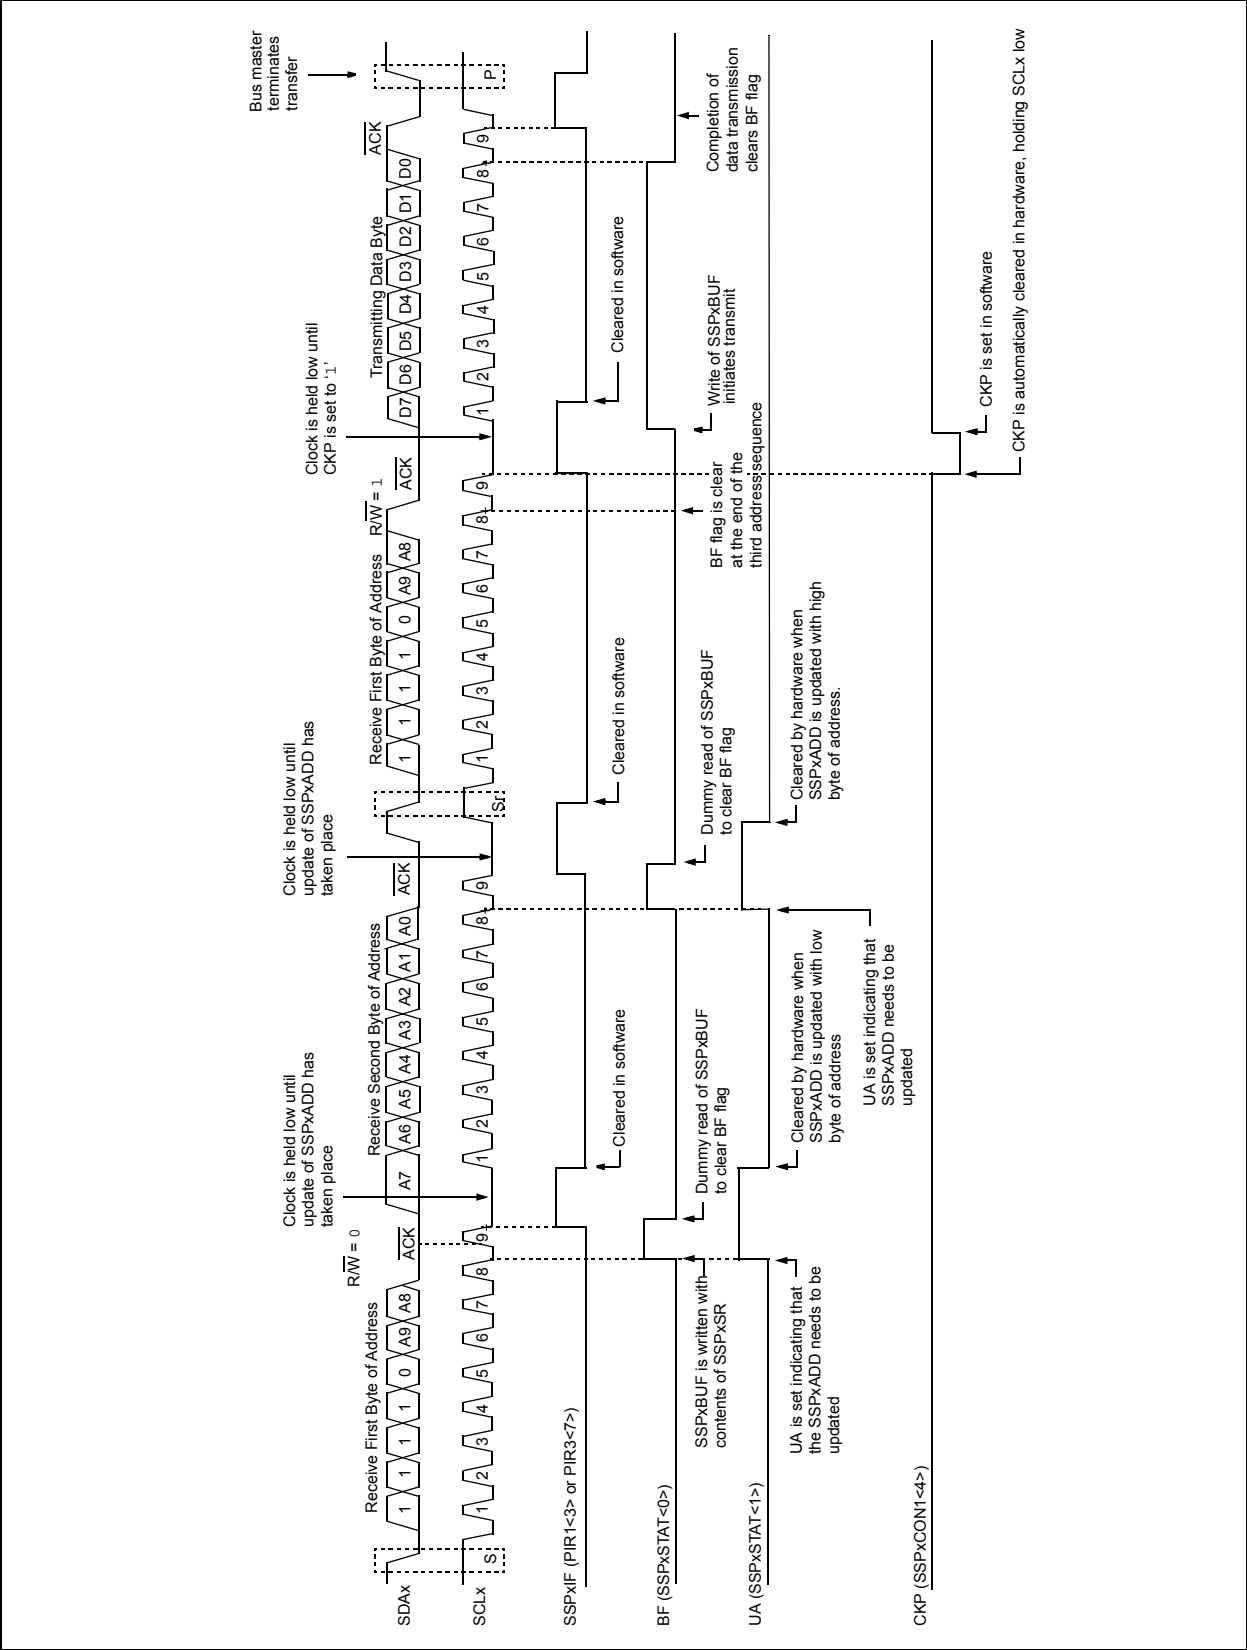 Bus master
terminates
transfer
Clock is held low until
CKP is set to ‘1’
Clock is held low until
update of SSPxADD has
taken place
Clock is held low until
update of SSPxADD has
taken place
Receive First Byte of Address
R/W = 0
Receive Second Byte of Address
Receive First Byte of Address
R/W = 1
Transmitting Data Byte
SDAx
1 1 1 1 0 A9 A8
ACK
A7 A6 A5 A4 A3 A2 A1 A0
ACK
1 1 1 1 0 A9 A8
ACK
D7 D6 D5 D4 D3 D2 D1 D0
ACK
SCLx
S
1 2 3 4 5 6 7 8 9
1 2 3 4 5 6 7 8 9
Sr
1 2 3 4 5 6 7 8 9
1 2 3 4 5 6 7 8 9
P
SSPxIF (PIR1<3> or PIR3<7>)
Cleared in software
Cleared in software
Cleared in software
BF (SSPxSTAT<0>)
SSPxBUF is written with
contents of SSPxSR
Dummy read of SSPxBUF
to clear BF flag
Dummy read of SSPxBUF
to clear BF flag
BF flag is clear
at the end of the
third address sequence
Write of SSPxBUF
initiates transmit
Completion of
data transmission
clears BF flag
UA (SSPxSTAT<1>)
UA is set indicating that
the SSPxADD needs to be
updated
Cleared by hardware when
SSPxADD is updated with low
byte of address
UA is set indicating that
SSPxADD needs to be
updated
Cleared by hardware when
SSPxADD is updated with high
byte of address.
CKP (SSPxCON1<4>)
CKP is set in software
CKP is automatically cleared in hardware, holding SCLx low